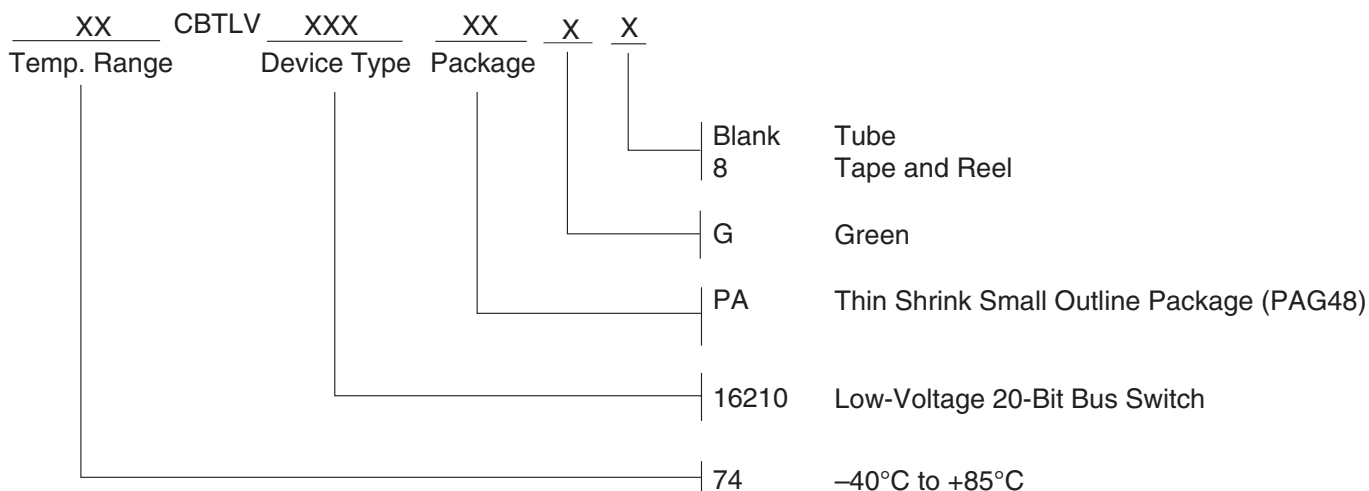 XX CBTLV XXX XX X X
Temp. Range Device Type Package
Blank Tube
8 Tape and Reel
G Green
PA Thin Shrink Small Outline Package (PAG48)
16210 Low-Voltage 20-Bit Bus Switch
74 –40°C to +85°C